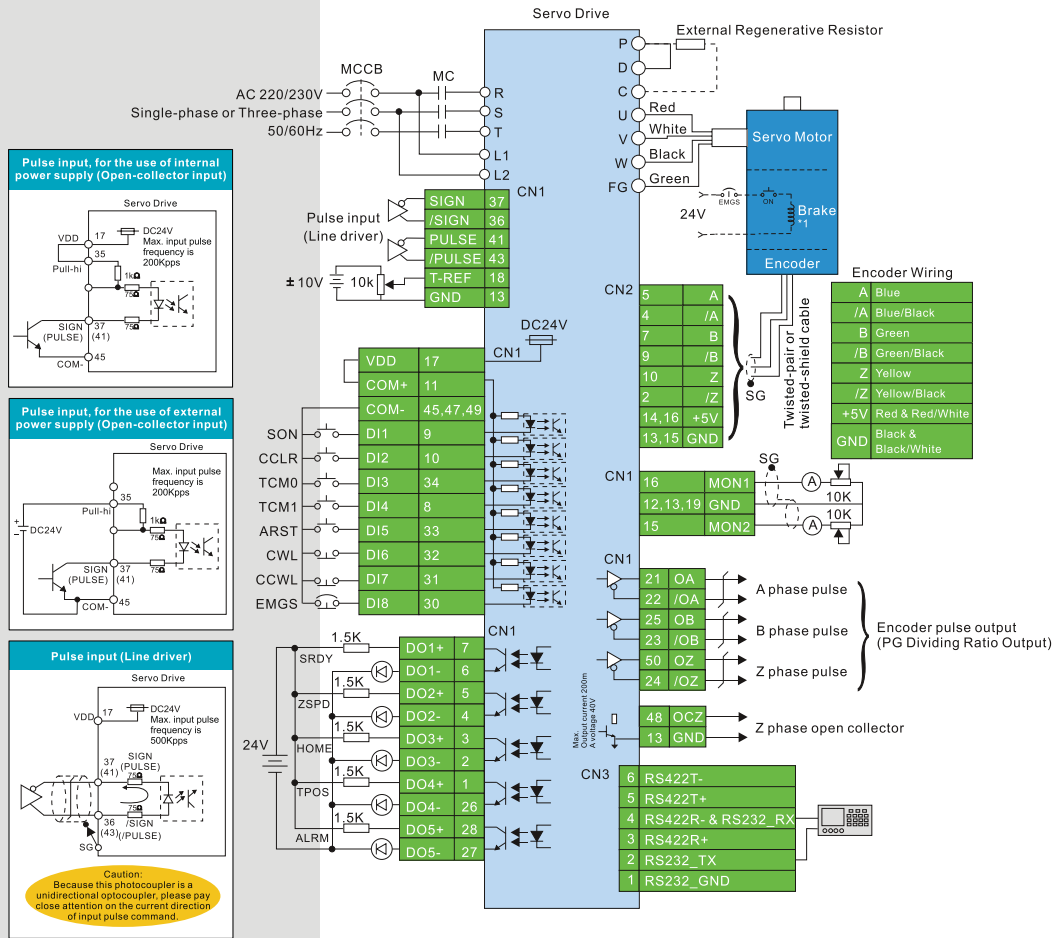 Servo Drive
External Regenerative Resistor
P
D
C
MCCB
MC
AC 220/230V
Single-phase or Three-phase
50/60Hz
R
S
T
L1
L2
U
V
W
FG
Red
White
Black
Green
Servo Motor
EMGS
ON
24V
Brake
*1
Encoder
Pulse input, for the use of internal
power supply (Open-collector input)
Servo Drive
VDD
17
DC24V
Max. input pulse
frequency is
200Kpps
35
Pull-hi
1kΩ
75Ω
75Ω
SIGN
(PULSE)
37
(41)
COM-
45
CN1
Pulse input
(Line driver)
SIGN 37
/SIGN 36
PULSE 41
/PULSE 43
T-REF 18
GND 13
±10V
10k
CN2
5 A
4 /A
7 B
9 /B
10 Z
2 /Z
14,16 +5V
13,15 GND
SG
Twisted-pair or
twisted-shield cable
Encoder Wiring
A Blue
/A Blue/Black
B Green
/B Green/Black
Z Yellow
/Z Yellow/Black
+5V Red & Red/White
GND Black &
Black/White
DC24V
CN1
VDD 17
COM+ 11
COM- 45,47,49
SON DI1 9
CCLR DI2 10
TCM0 DI3 34
TCM1 DI4 8
ARST DI5 33
CWL DI6 32
CCWL DI7 31
EMGS DI8 30
Pulse input, for the use of external
power supply (Open-collector input)
Servo Drive
Max. input pulse
frequency is
200Kpps
35
Pull-hi
+
−
DC24V
1kΩ
75Ω
75Ω
SIGN
(PULSE)
37
(41)
COM-
45
CN1
SG
16 MON1
12,13,19 GND
15 MON2
A
10K
10K
A
CN1
21 OA
22 /OA
25 OB
23 /OB
50 OZ
24 /OZ
A phase pulse
B phase pulse
Z phase pulse
Encoder pulse output
(PG Dividing Ratio Output)
Max.
Output current 200m
A voltage 40V
48 OCZ
13 GND
Z phase open collector
CN1
24V
1.5K
SRDY
DO1+ 7
DO1- 6
1.5K
ZSPD
DO2+ 5
DO2- 4
1.5K
HOME
DO3+ 3
DO3- 2
1.5K
TPOS
DO4+ 1
DO4- 26
1.5K
ALRM
DO5+ 28
DO5- 27
CN3
6 RS422T-
5 RS422T+
4 RS422R- & RS232_RX
3 RS422R+
2 RS232_TX
1 RS232_GND
Pulse input (Line driver)
Servo Drive
VDD
17
DC24V
Max. input pulse
frequency is
500Kpps
37
(41)
SIGN
(PULSE)
75Ω
75Ω
36
(43)
/SIGN
(/PULSE)
SG
Caution:
Because this photocoupler is a
unidirectional optocoupler, please pay
close attention on the current direction
of input pulse command.